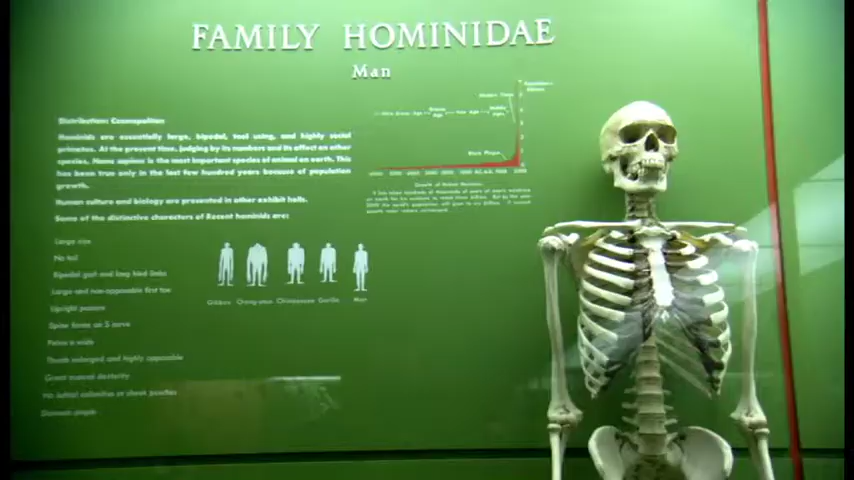 FAMILY HOMINIDAE
Man
Distribution: Cosmopolitan
Hominids are essentially large, bipedal, tool using, and highly social
primates. At the present time, judging by its numbers and its effect on other
species, Homo sapiens is the most important species of animal on earth. This
has been true only in the last few hundred years because of population
growth.
Human culture and biology are presented in other exhibit halls.
Some of the distinctive characters of Recent hominids are:
Large size
No tail
Bipedal gait and long hind limbs
Large and non-opposable first toe
Upright posture
Spine forms an S curve
Pelvis is wide
Thumb enlarged and highly opposable
Great manual dexterity
Gibbon Orang-utan Chimpanzee Gorilla Man
Black Plague
Growth of Human Numbers